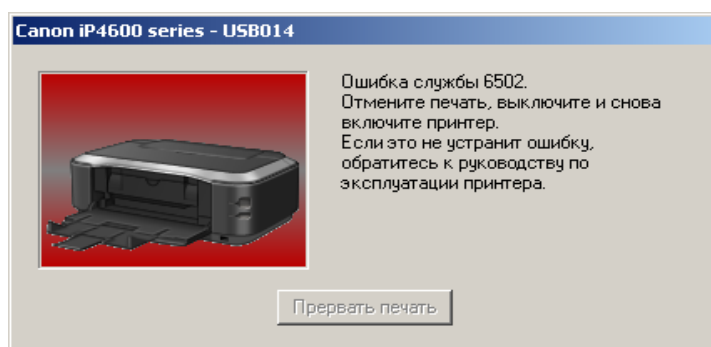 Canon iP4600 series - USB014
Ошибка службы 6502.
Отмените печать, выключите и снова
включите принтер.
Если это не устранит ошибку,
обратитесь к руководству по
эксплуатации принтера.
Прервать печать